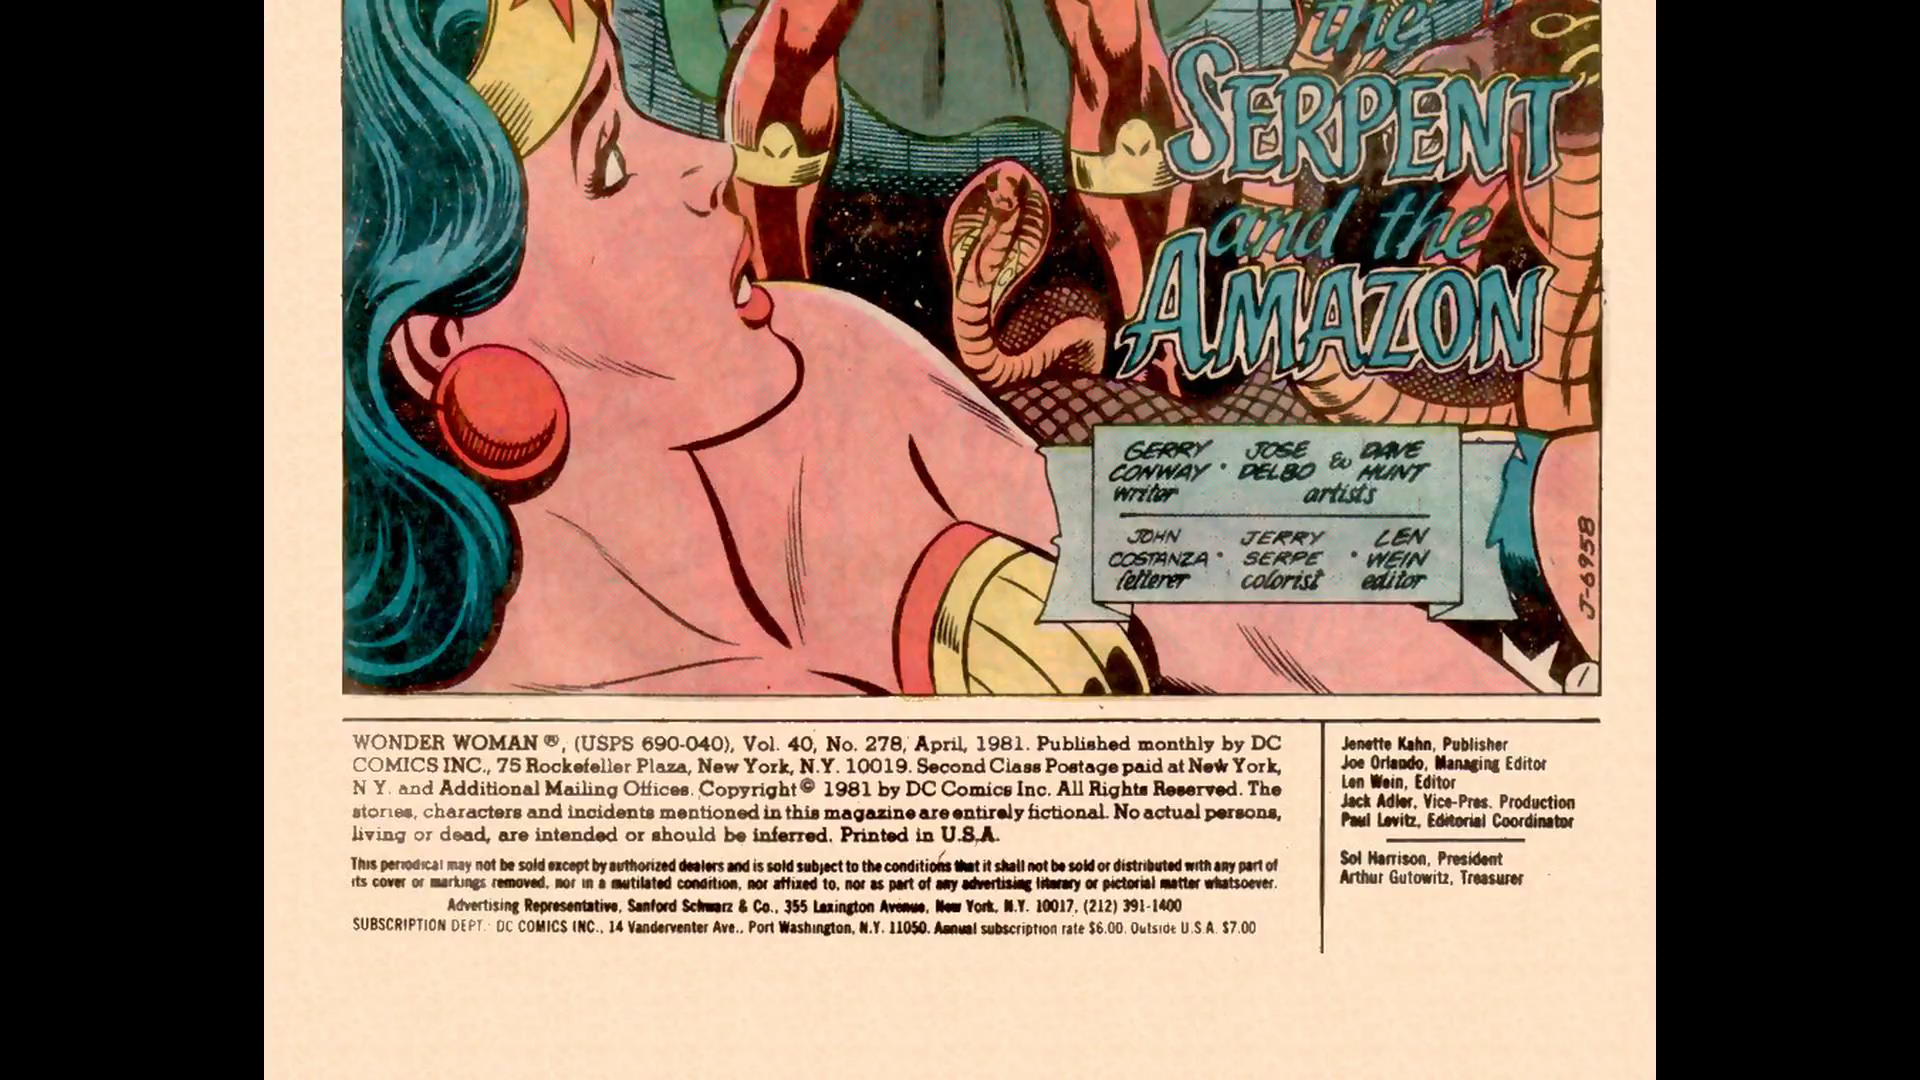 the
SERPENT
and the
AMAZON
GERRY CONWAY • JOSE DELBO & DAVE HUNT
writer artists
JOHN COSTANZA • JERRY SERPE • LEN WEIN
letterer colorist editor
J-6958
1
WONDER WOMAN ®, (USPS 690-040), Vol. 40, No. 278, April, 1981. Published monthly by DC
COMICS INC., 75 Rockefeller Plaza, New York, N.Y. 10019. Second Class Postage paid at New York,
N Y. and Additional Mailing Offices. Copyright © 1981 by DC Comics Inc. All Rights Reserved. The
stories, characters and incidents mentioned in this magazine are entirely fictional. No actual persons,
living or dead, are intended or should be inferred. Printed in U.S.A.
This periodical may not be sold except by authorized dealers and is sold subject to the conditions that it shall not be sold or distributed with any part of
its cover or markings removed, nor in a mutilated condition, nor affixed to, nor as part of any advertising literary or pictorial matter whatsoever.
Advertising Representative, Sanford Schwarz & Co., 355 Lexington Avenue, New York, N.Y. 10017, (212) 391-1400
SUBSCRIPTION DEPT.: DC COMICS INC., 14 Vanderventer Ave., Port Washington, N.Y. 11050. Annual subscription rate $6.00. Outside U.S.A. $7.00
Jenette Kahn, Publisher
Joe Orlando, Managing Editor
Len Wein, Editor
Jack Adler, Vice-Pres. Production
Paul Levitz, Editorial Coordinator
Sol Harrison, President
Arthur Gutowitz, Treasurer